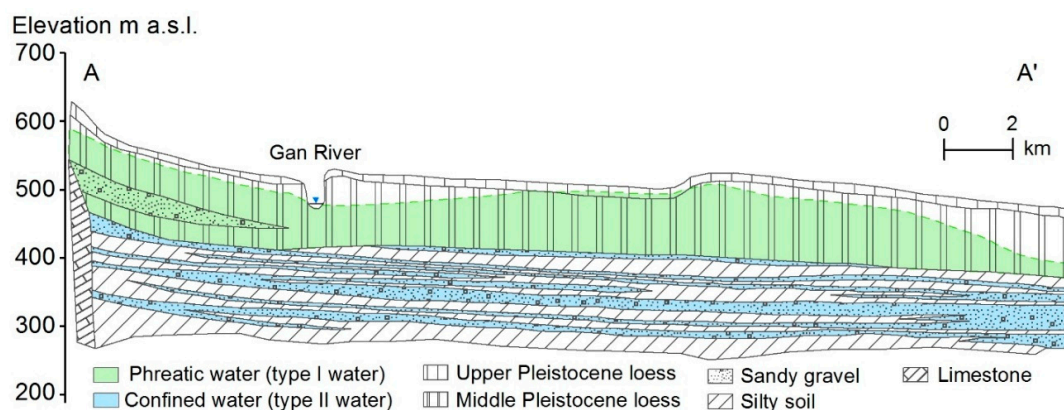 Elevation m a.s.l.
700
A
A'
600
0 2
km
Gan River
500
400
300
200
Phreatic water (type I water)
Upper Pleistocene loess
Sandy gravel
Limestone
Confined water (type II water)
Middle Pleistocene loess
Silty soil